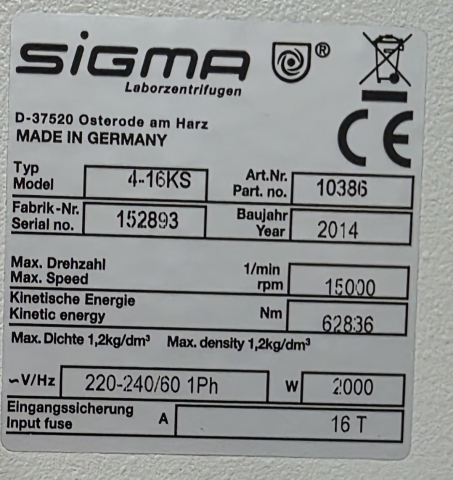 SIGMA ®
Laborzentrifugen
D-37520 Osterode am Harz
MADE IN GERMANY
CE
Typ Art.Nr.
Model 4-16KS Part. no. 10386
Fabrik-Nr. Baujahr
Serial no. 152893 Year 2014
Max. Drehzahl 1/min
Max. Speed rpm 15000
Kinetische Energie
Kinetic energy Nm 62836
Max. Dichte 1,2kg/dm³ Max. density 1,2kg/dm³
~V/Hz 220-240/60 1Ph W 2000
Eingangssicherung
Input fuse A 16 T